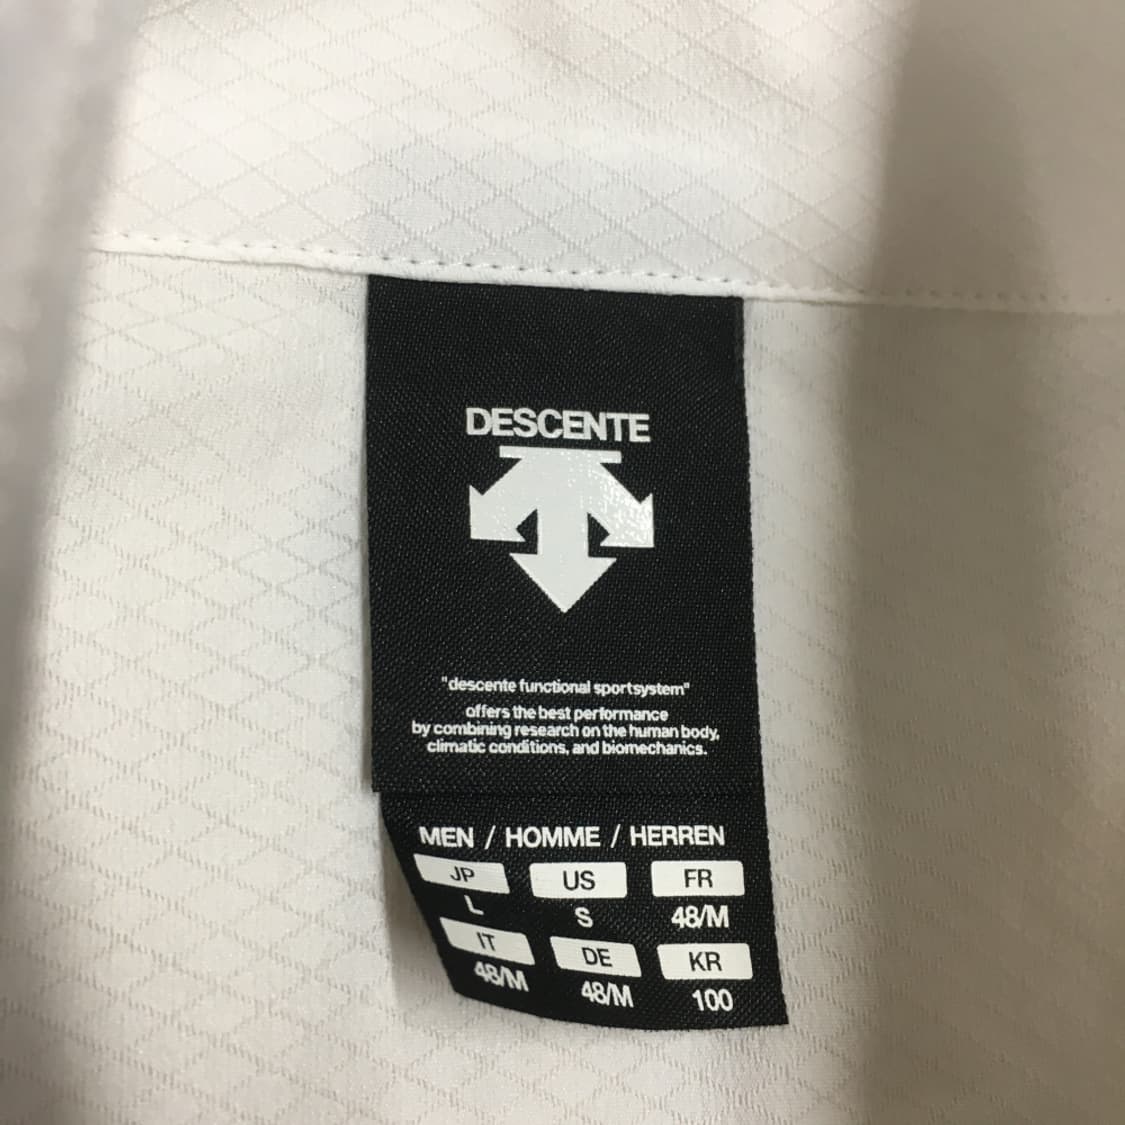 DESCENTE
"descente functional sportsystem"
offers the best performance
by combining research on the human body,
climatic conditions, and biomechanics.
MEN / HOMME / HERREN
JP US FR
L S 48/M
IT DE KR
48/M 48/M 100